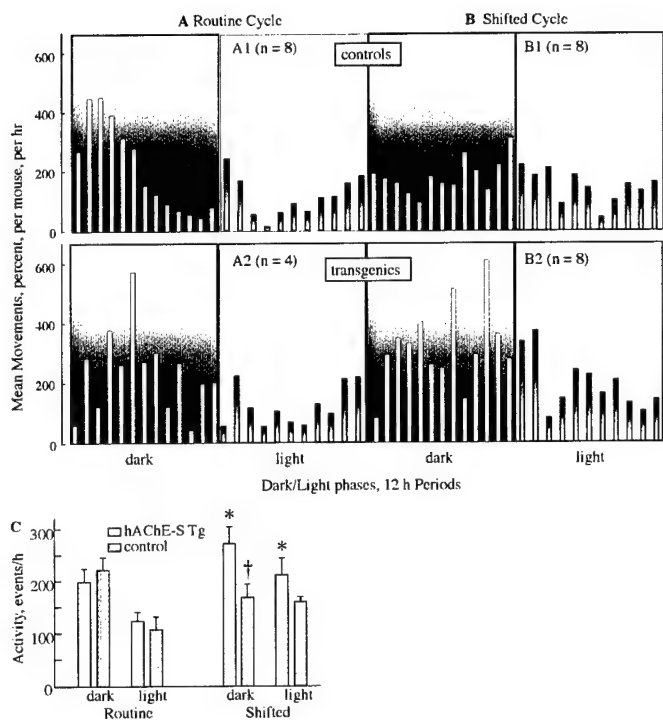 A Routine Cycle
B Shifted Cycle
Mean Movements, percent, per mouse, per hr
600
400
200
0
A1 (n = 8)
controls
B1 (n = 8)
600
400
200
0
A2 (n = 4)
transgenics
B2 (n = 8)
dark
light
dark
light
Dark/Light phases, 12 h Periods
C
Activity, events/h
300
200
100
0
hAChE-S Tg
control
*
†
*
dark
light
dark
light
Routine
Shifted